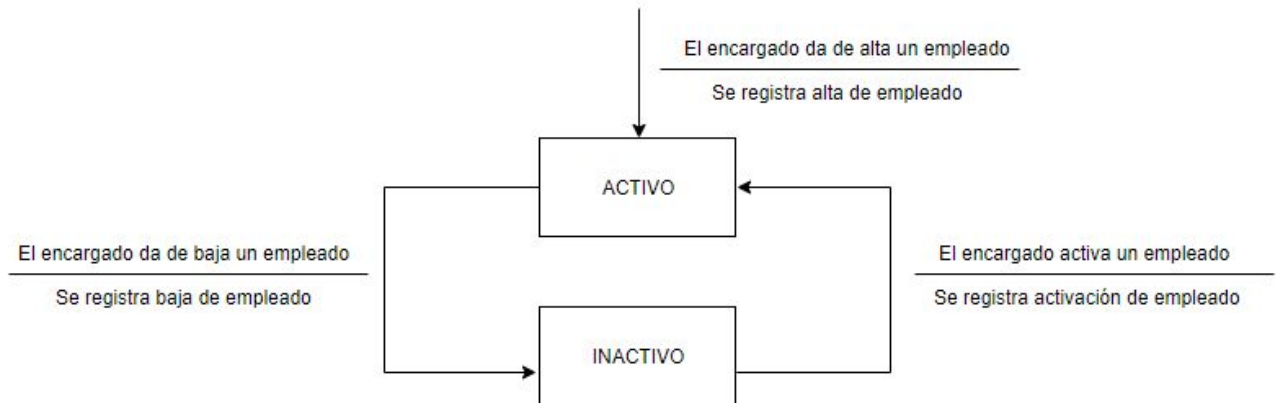 El encargado da de alta un empleado
Se registra alta de empleado
ACTIVO
El encargado da de baja un empleado
Se registra baja de empleado
El encargado activa un empleado
Se registra activación de empleado
INACTIVO